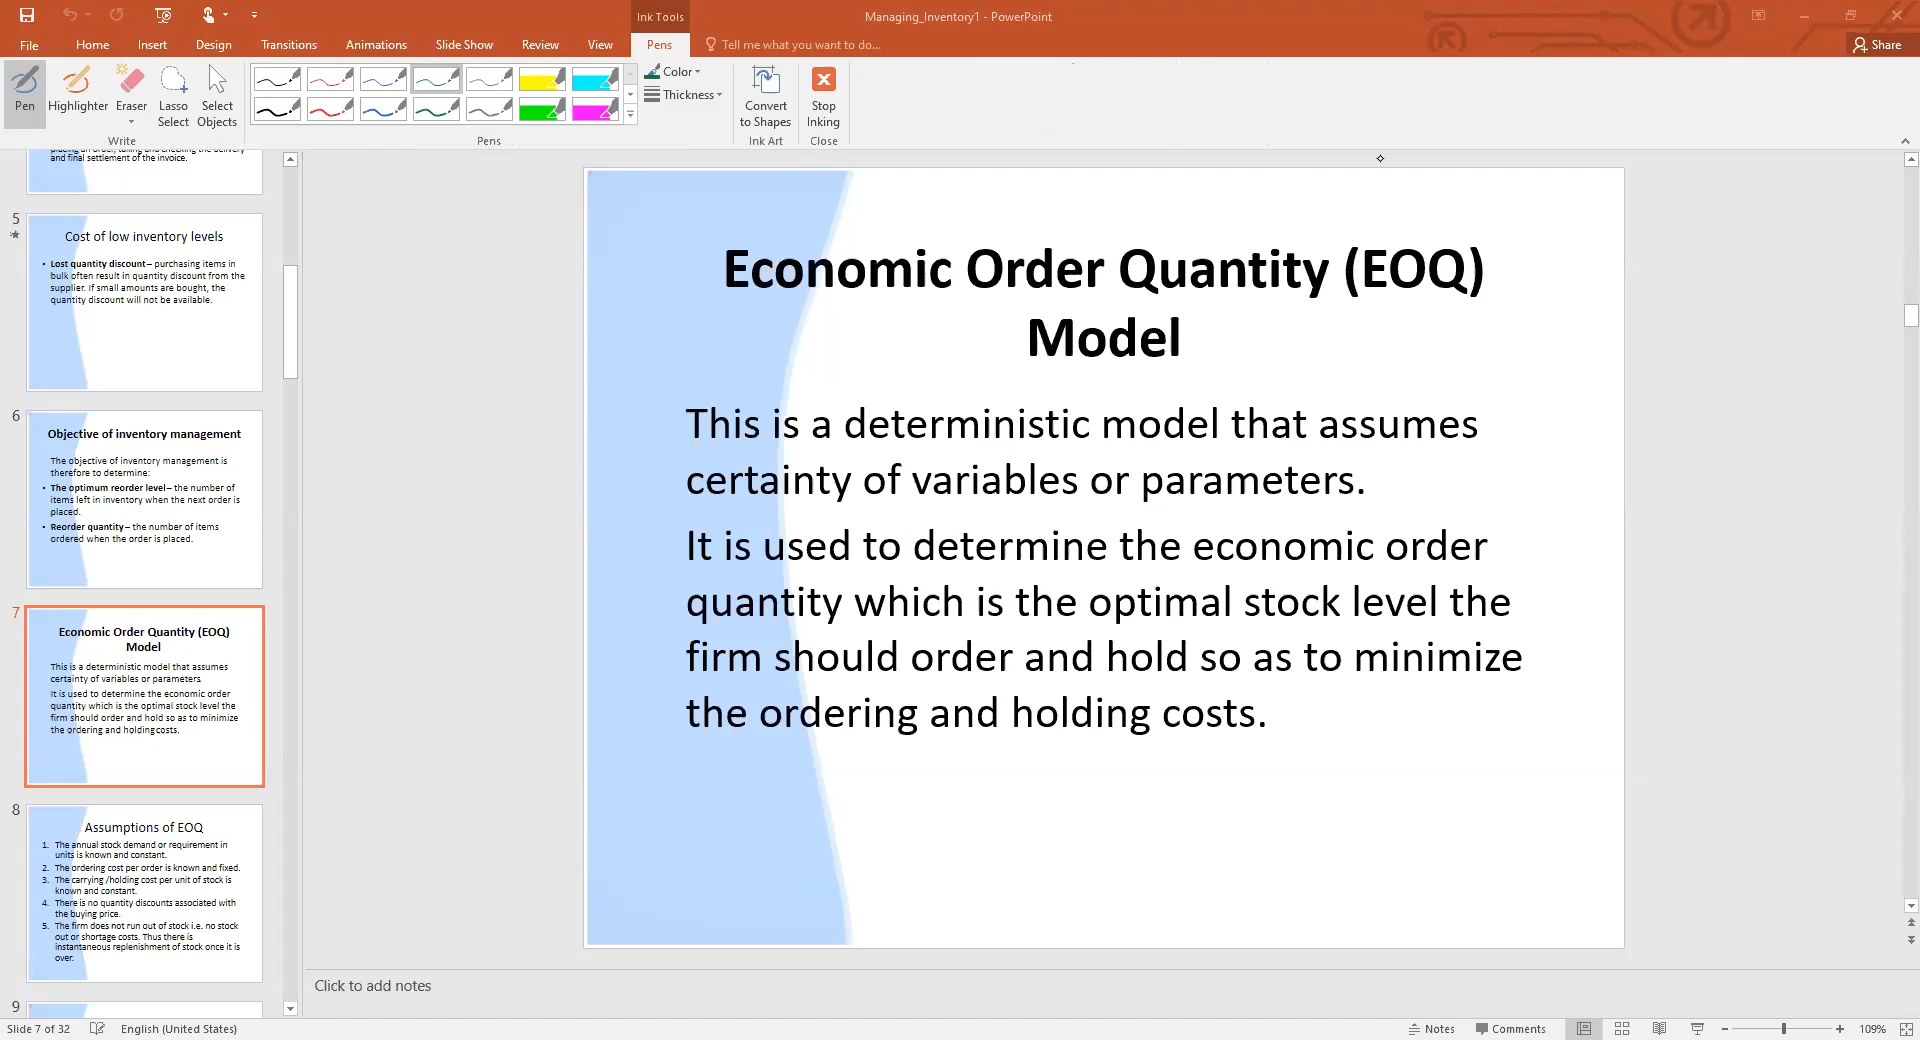 Ink Tools
Managing_Inventory1 - PowerPoint
File Home Insert Design Transitions Animations Slide Show Review View Pens Tell me what you want to do... Share
Pen Highlighter Eraser Lasso Select Select Objects
Color
Thickness
Convert to Shapes
Stop Inking
Write Pens Ink Art Close
and final settlement of the invoice.
5
Cost of low inventory levels
• Lost quantity discount – purchasing items in
bulk often result in quantity discount from the
supplier. If small amounts are bought, the
quantity discount will not be available.
6
Objective of inventory management
The objective of inventory management is
therefore to determine:
• The optimum reorder level – the number of
items left in inventory when the next order is
placed.
• Reorder quantity – the number of items
ordered when the order is placed.
7
Economic Order Quantity (EOQ)
Model
This is a deterministic model that assumes
certainty of variables or parameters.
It is used to determine the economic order
quantity which is the optimal stock level the
firm should order and hold so as to minimize
the ordering and holding costs.
8
Assumptions of EOQ
1. The annual stock demand or requirement in
units is known and constant.
2. The ordering cost per order is known and fixed.
3. The carrying /holding cost per unit of stock is
known and constant.
4. There is no quantity discounts associated with
the buying price.
5. The firm does not run out of stock i.e. no stock
out or shortage costs. Thus there is
instantaneous replenishment of stock once it is
over.
9
Economic Order Quantity (EOQ)
Model
This is a deterministic model that assumes
certainty of variables or parameters.
It is used to determine the economic order
quantity which is the optimal stock level the
firm should order and hold so as to minimize
the ordering and holding costs.
Click to add notes
Slide 7 of 32 English (United States) Notes Comments 109%